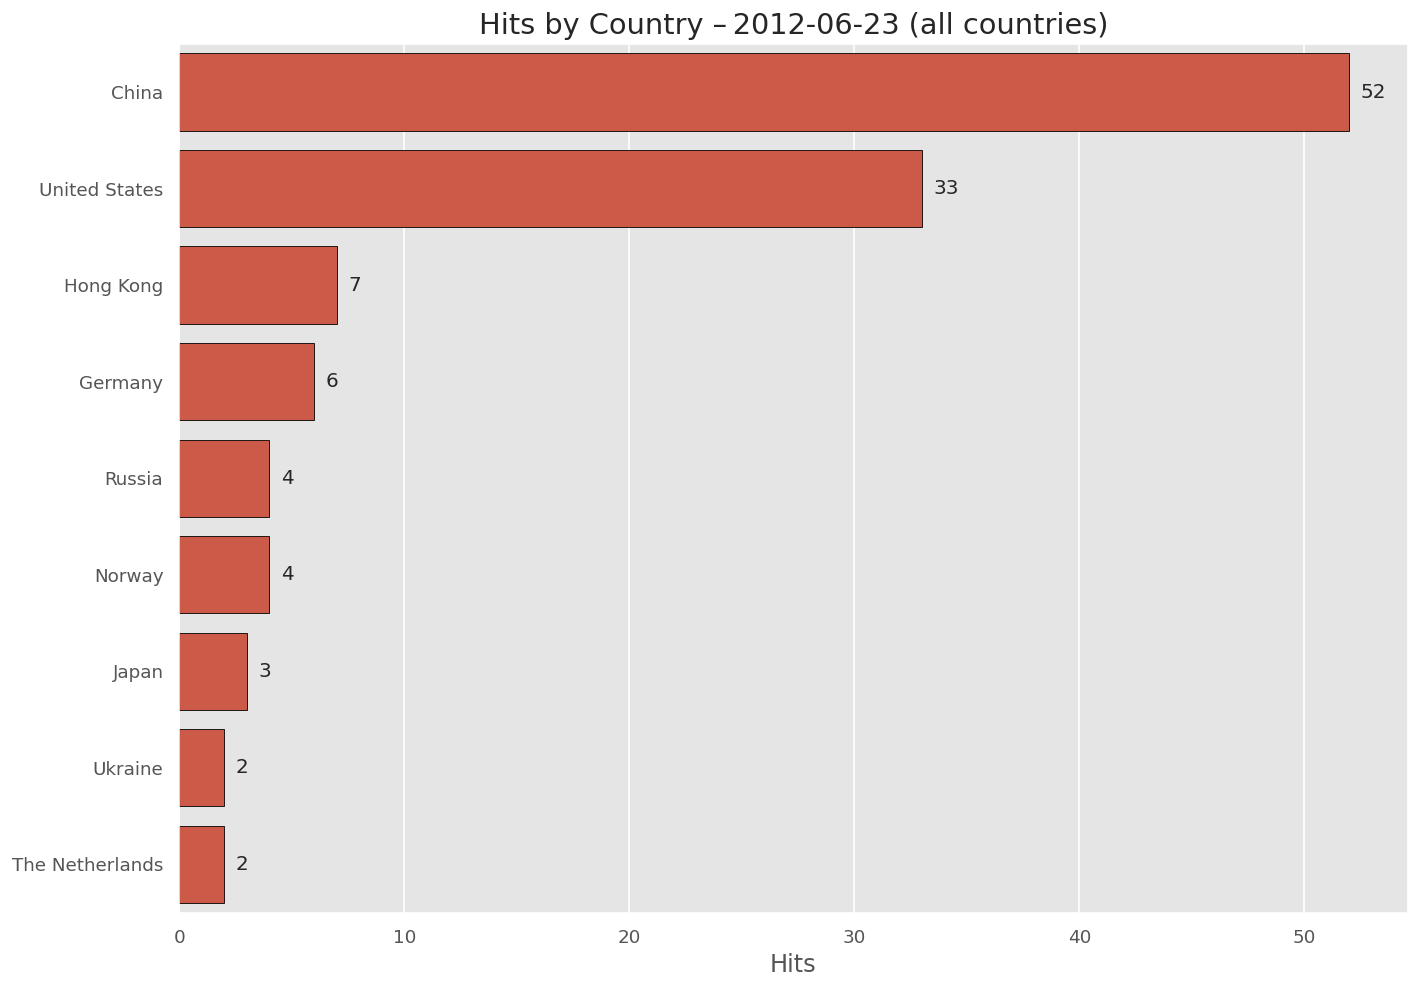 Hits by Country – 2012-06-23 (all countries)
China 52
United States 33
Hong Kong 7
Germany 6
Russia 4
Norway 4
Japan 3
Ukraine 2
The Netherlands 2
0 10 20 30 40 50
Hits